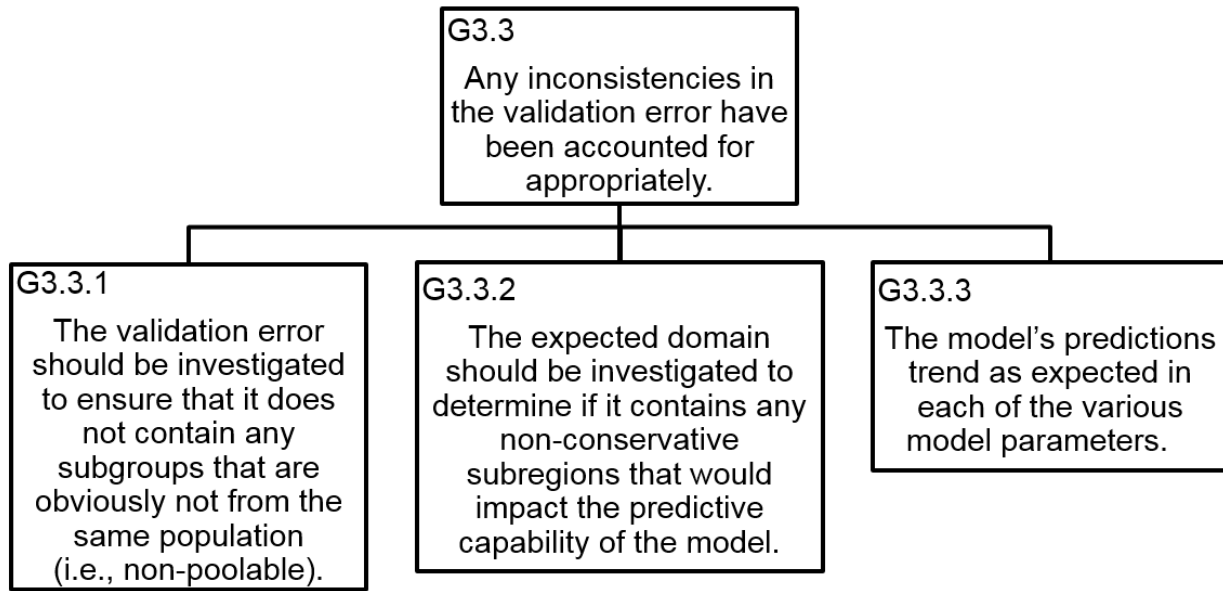 G3.3
Any inconsistencies in
the validation error have
been accounted for
appropriately.
G3.3.1
The validation error
should be investigated
to ensure that it does
not contain any
subgroups that are
obviously not from the
same population
(i.e., non-poolable).
G3.3.2
The expected domain
should be investigated to
determine if it contains any
non-conservative
subregions that would
impact the predictive
capability of the model.
G3.3.3
The model’s predictions
trend as expected in
each of the various
model parameters.